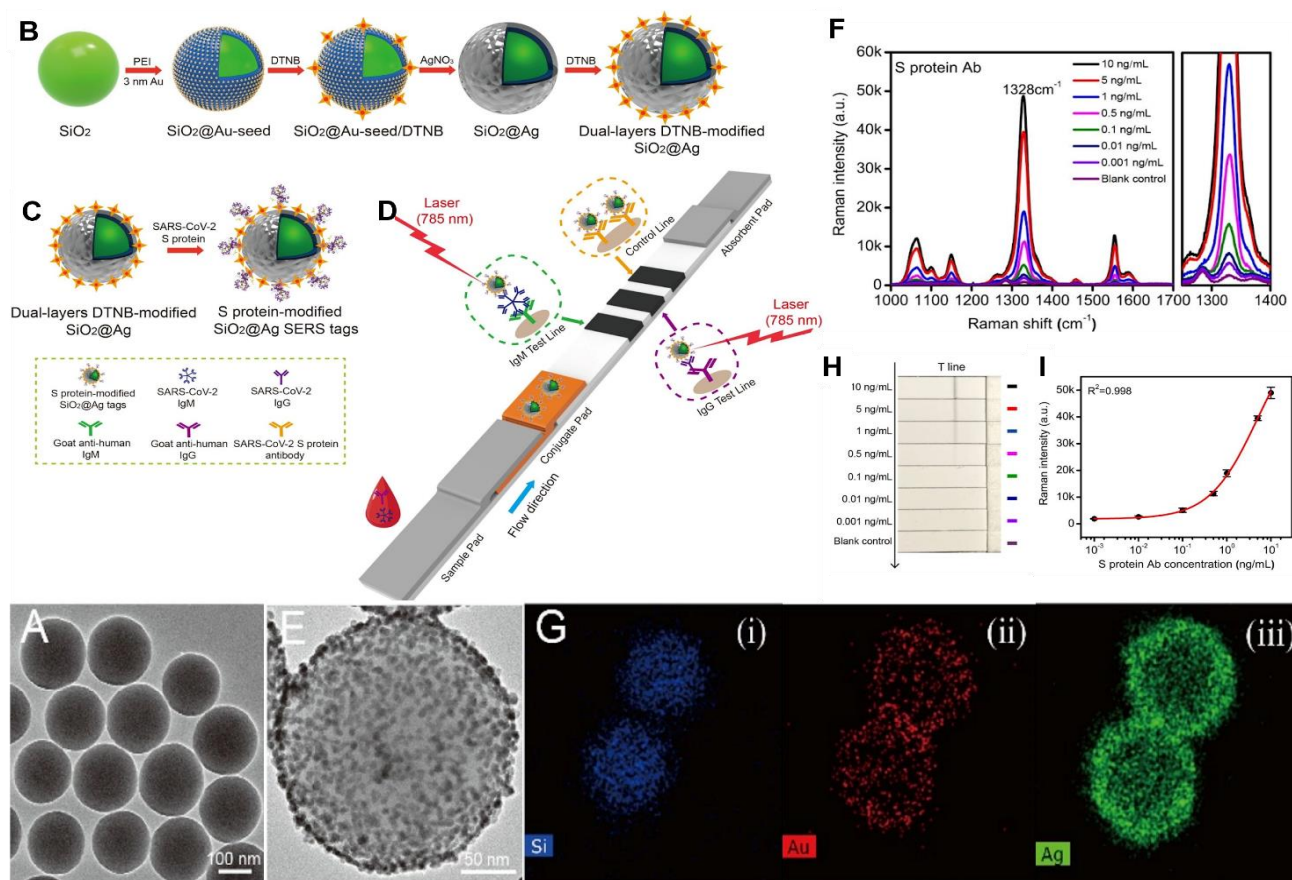 B
PEI
3 nm Au
DTNB
AgNO₃
DTNB
SiO₂
SiO₂@Au-seed
SiO₂@Au-seed/DTNB
SiO₂@Ag
Dual-layers DTNB-modified
SiO₂@Ag
C
SARS-CoV-2
S protein
Dual-layers DTNB-modified
SiO₂@Ag
S protein-modified
SiO₂@Ag SERS tags
S protein-modified
SiO₂@Ag tags
SARS-CoV-2
IgM
SARS-CoV-2
IgG
Goat anti-human
IgM
Goat anti-human
IgG
SARS-CoV-2 S protein
antibody
D
Laser
(785 nm)
Control Line
Absorbent Pad
IgM Test Line
Laser
(785 nm)
IgG Test Line
Conjugate Pad
Flow direction
Sample Pad
F
S protein Ab
1328cm⁻¹
10 ng/mL
5 ng/mL
1 ng/mL
0.5 ng/mL
0.1 ng/mL
0.01 ng/mL
0.001 ng/mL
Blank control
60k
50k
40k
30k
20k
10k
0
Raman intensity (a.u.)
1000 1100 1200 1300 1400 1500 1600 1700
1300 1400
Raman shift (cm⁻¹)
H
T line
10 ng/mL
5 ng/mL
1 ng/mL
0.5 ng/mL
0.1 ng/mL
0.01 ng/mL
0.001 ng/mL
Blank control
I
R²=0.998
50k
40k
30k
20k
10k
0
Raman intensity (a.u.)
10⁻³ 10⁻² 10⁻¹ 10⁰ 10¹
S protein Ab concentration (ng/mL)
A
100 nm
E
50 nm
G
(i)
(ii)
(iii)
Si
Au
Ag